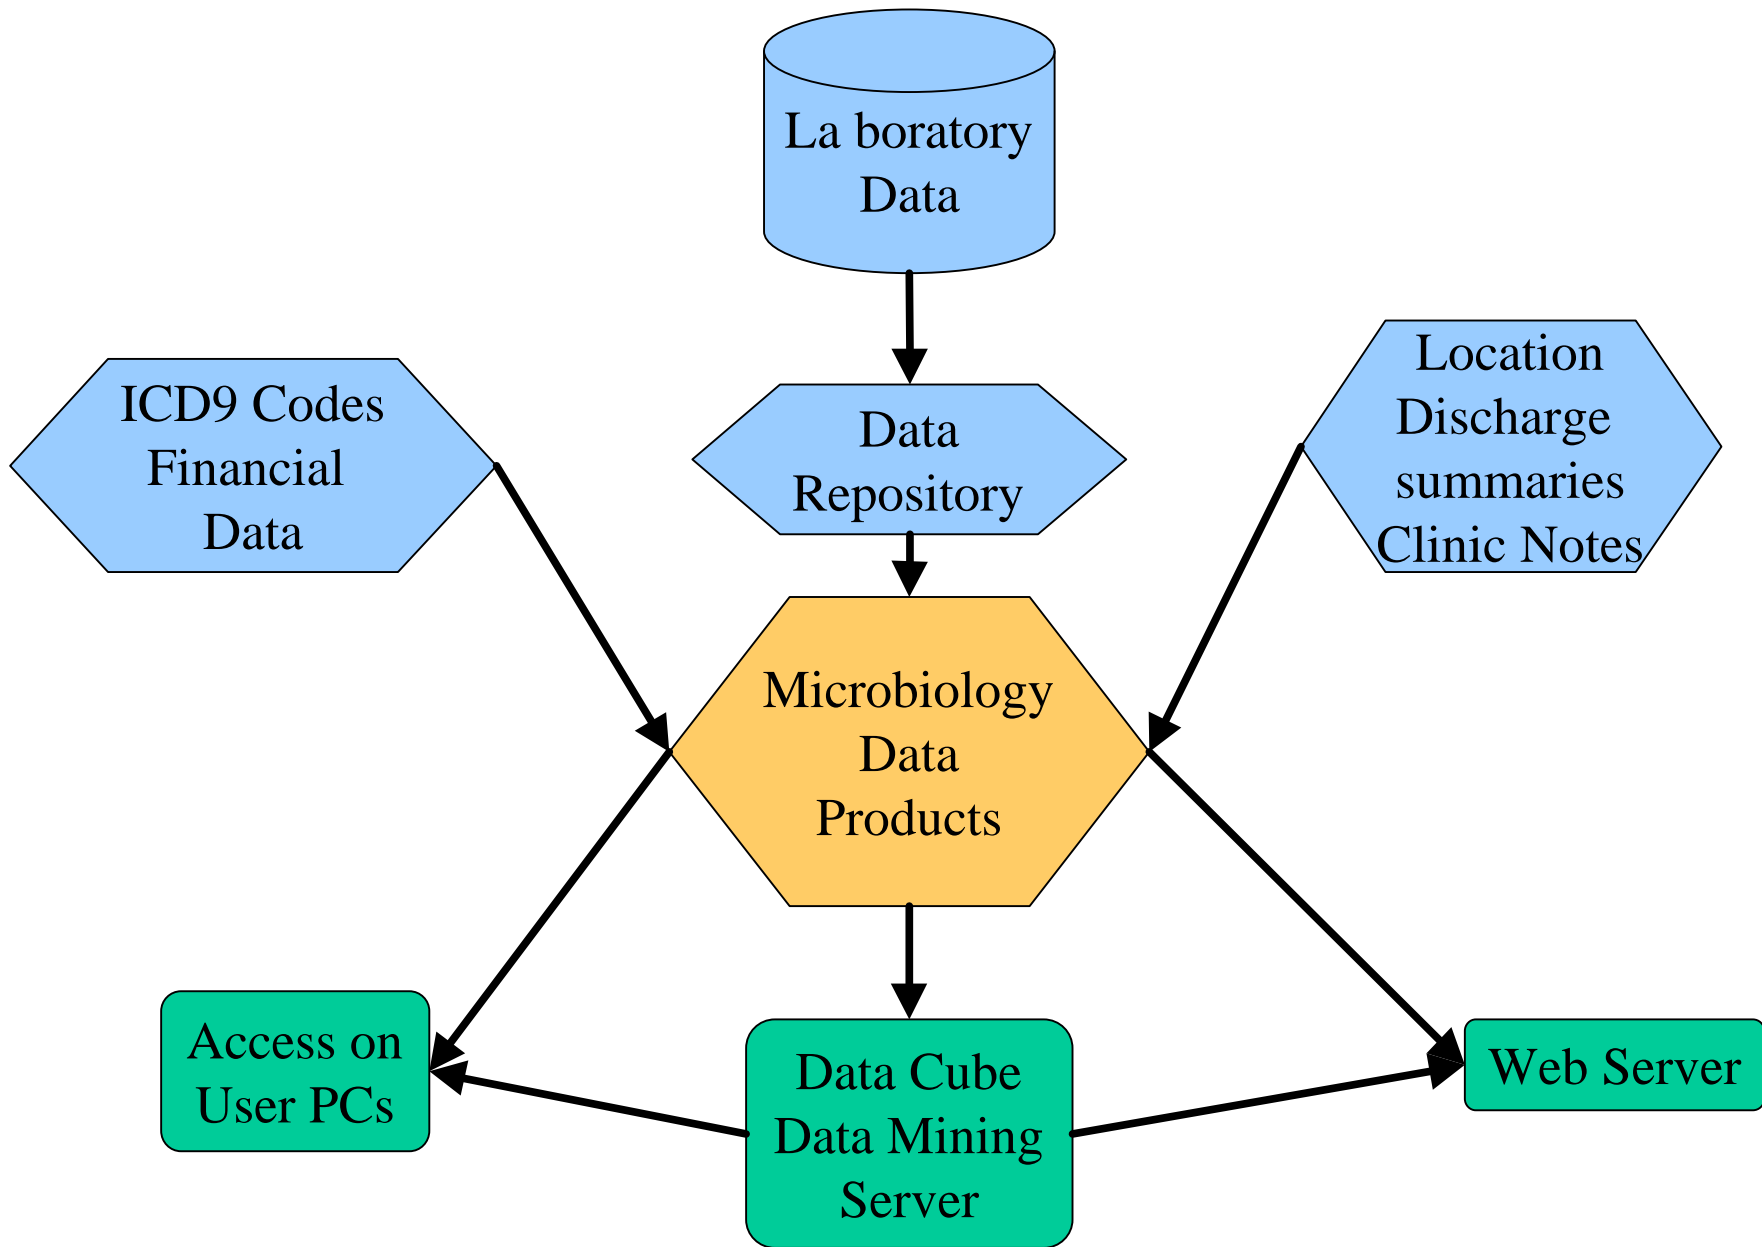 La boratory
Data
ICD9 Codes
Financial
Data
Data
Repository
Location
Discharge
summaries
Clinic Notes
Microbiology
Data
Products
Access on
User PCs
Data Cube
Data Mining
Server
Web Server